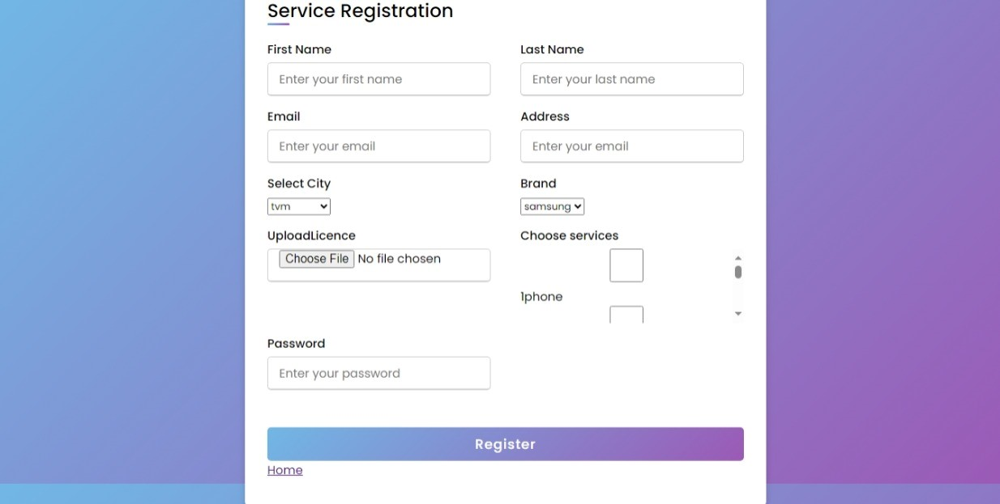 Service Registration
First Name
Last Name
Enter your first name
Enter your last name
Email
Address
Enter your email
Enter your email
Select City
Brand
tvm
samsung
UploadLicence
Choose services
Choose File No file chosen
1phone
Password
Enter your password
Register
Home